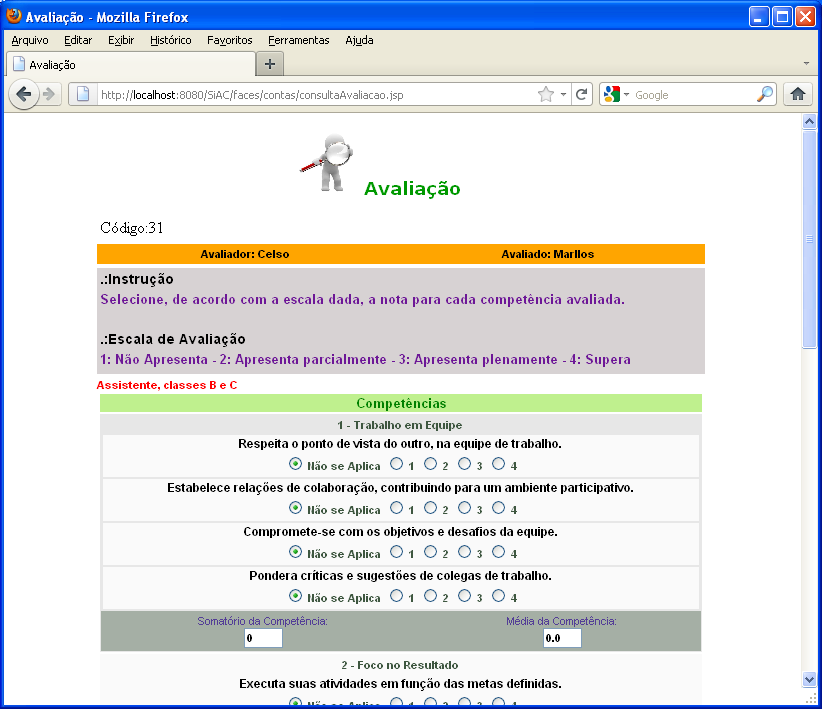 Avaliação - Mozilla Firefox
Arquivo Editar Exibir Histórico Favoritos Ferramentas Ajuda
Avaliação
http://localhost:8080/SiAC/faces/contas/consultaAvaliacao.jsp Google
Avaliação
Código:31
Avaliador: Celso Avaliado: Marllos
.:Instrução
Selecione, de acordo com a escala dada, a nota para cada competência avaliada.
.:Escala de Avaliação
1: Não Apresenta - 2: Apresenta parcialmente - 3: Apresenta plenamente - 4: Supera
Assistente, classes B e C
Competências
1 - Trabalho em Equipe
Respeita o ponto de vista do outro, na equipe de trabalho.
Não se Aplica 1 2 3 4
Estabelece relações de colaboração, contribuindo para um ambiente participativo.
Não se Aplica 1 2 3 4
Compromete-se com os objetivos e desafios da equipe.
Não se Aplica 1 2 3 4
Pondera críticas e sugestões de colegas de trabalho.
Não se Aplica 1 2 3 4
Somatório da Competência: Média da Competência:
0 0.0
2 - Foco no Resultado
Executa suas atividades em função das metas definidas.
Não se Aplica 1 2 3 4